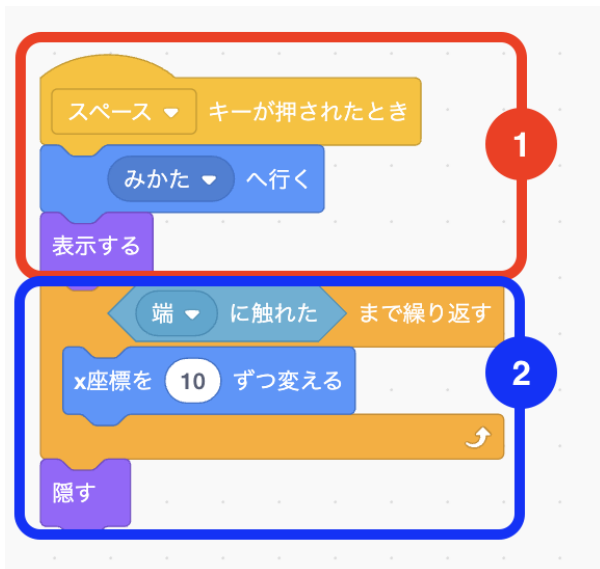 スペース キーが押されたとき
1
みかた へ行く
表示する
端 に触れた まで繰り返す
x座標を 10 ずつ変える
2
隠す